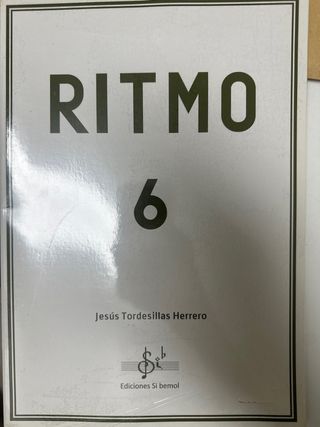 RITMO
6
Jesús Tordesillas Herrero
Ediciones Si bemol